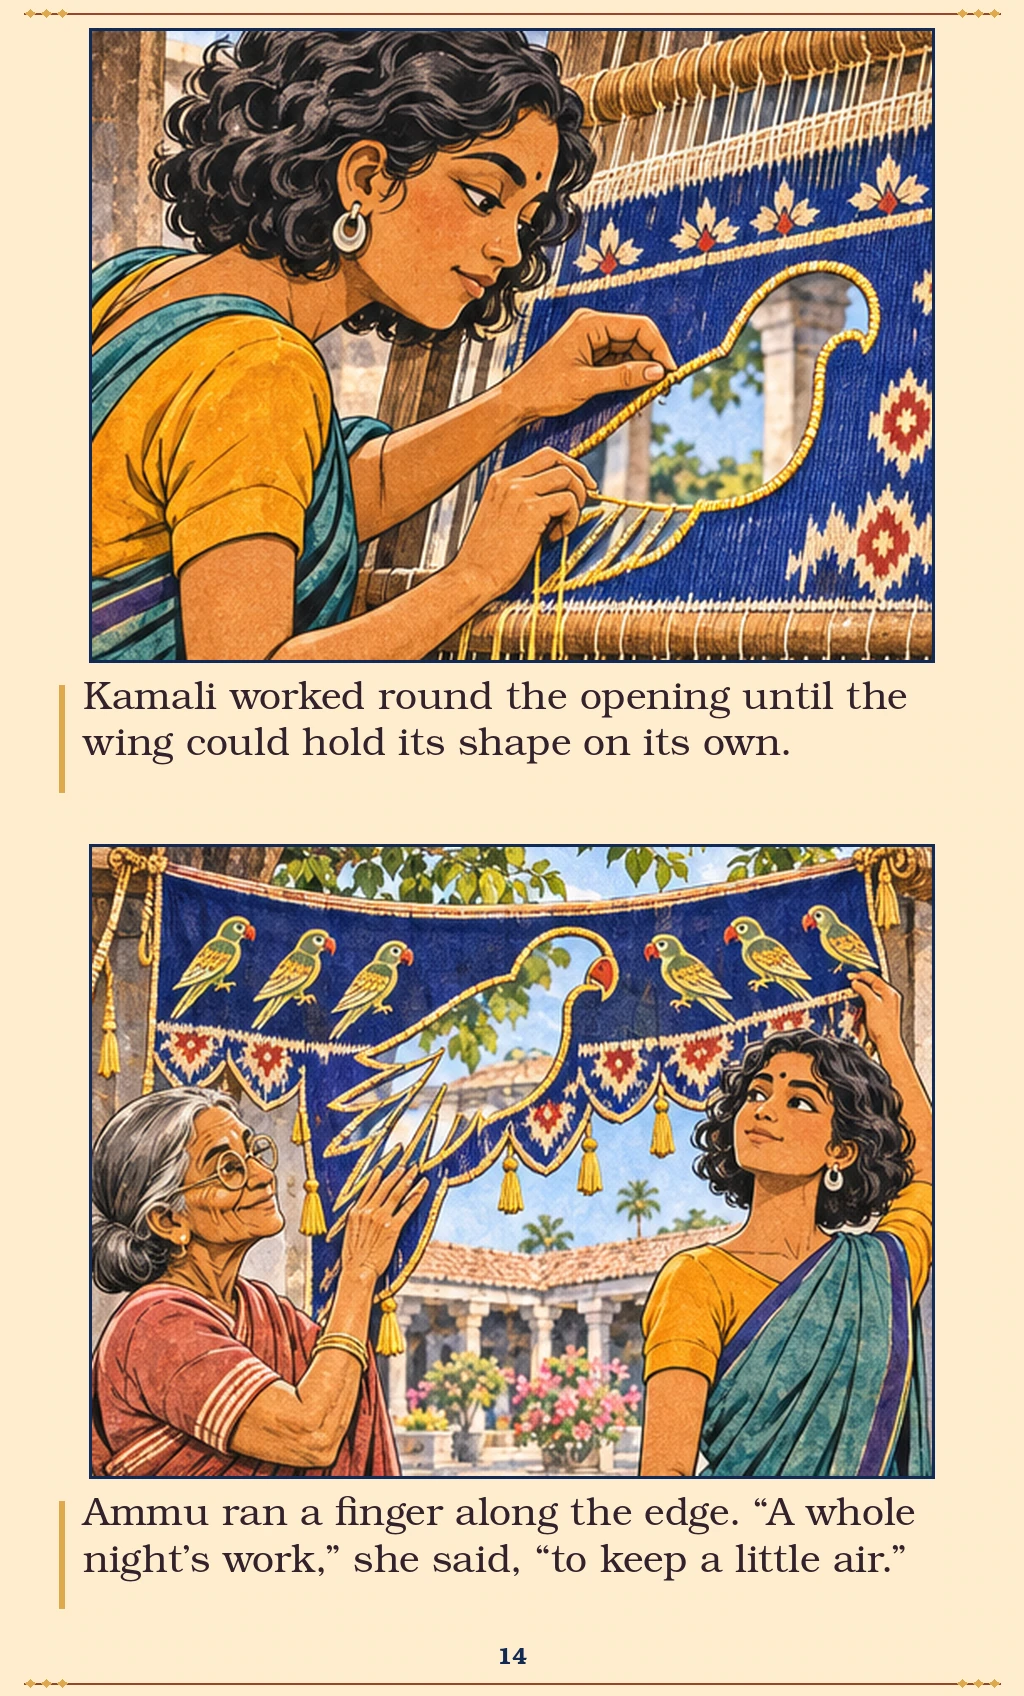 Kamali worked round the opening until the
wing could hold its shape on its own.
Ammu ran a finger along the edge. “A whole
night’s work,” she said, “to keep a little air.”
14